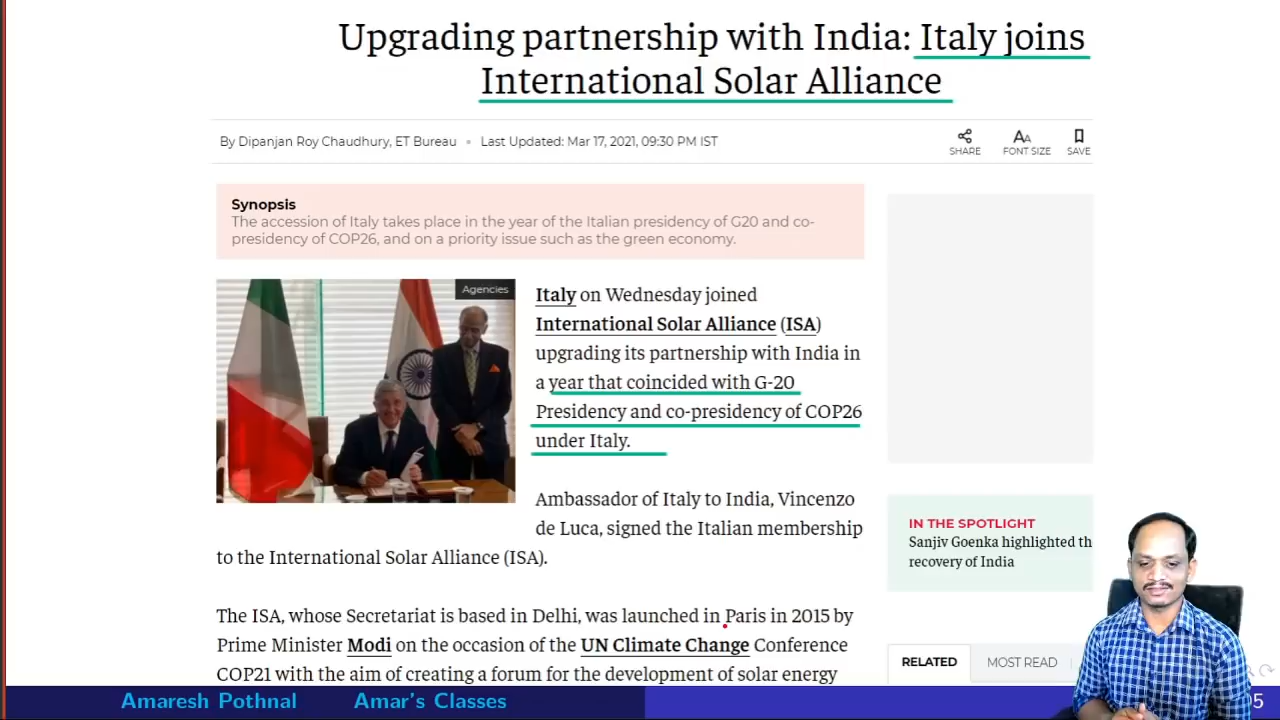 Upgrading partnership with India: Italy joins
International Solar Alliance
By Dipanjan Roy Chaudhury, ET Bureau • Last Updated: Mar 17, 2021, 09:30 PM IST
SHARE
AA
FONT SIZE
SAVE
Synopsis
The accession of Italy takes place in the year of the Italian presidency of G20 and co-
presidency of COP26, and on a priority issue such as the green economy.
Agencies
Italy on Wednesday joined
International Solar Alliance (ISA)
upgrading its partnership with India in
a year that coincided with G-20
Presidency and co-presidency of COP26
under Italy.
Ambassador of Italy to India, Vincenzo
de Luca, signed the Italian membership
to the International Solar Alliance (ISA).
The ISA, whose Secretariat is based in Delhi, was launched in Paris in 2015 by
Prime Minister Modi on the occasion of the UN Climate Change Conference
COP21 with the aim of creating a forum for the development of solar energy
IN THE SPOTLIGHT
Sanjiv Goenka highlighted th
recovery of India
RELATED
MOST READ
Amaresh Pothnal
Amar's Classes
5